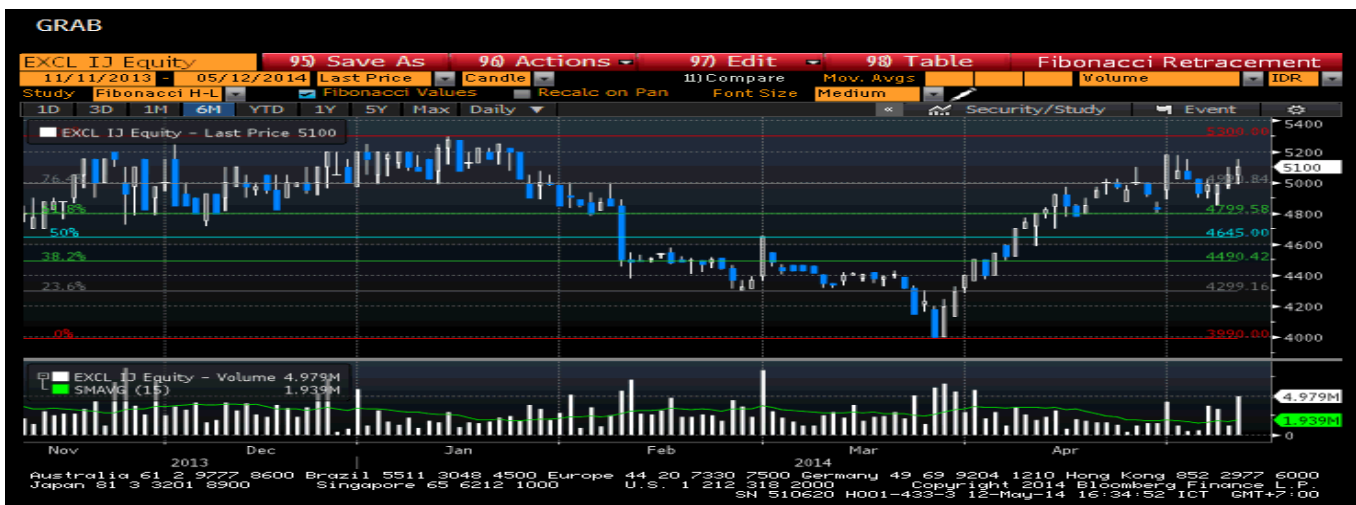 GRAB
EXCL IJ Equity 95) Save As 96) Actions 97) Edit 98) Table Fibonacci Retracement
11/11/2013 - 05/12/2014 Last Price Candle 11) Compare Mov. Avgs Volume IDR
Study Fibonacci H-L Fibonacci Values Recalc on Pan Font Size Medium
1D 3D 1M 6M YTD 1Y 5Y Max Daily ▼ « Security/Study Event
EXCL IJ Equity - Last Price 5100
5300.00
5400
5200
5100
5000
4800
4600
4400
4200
4000
4799.58
50%
4645.00
38.2%
4490.42
23.6%
4299.16
0%
3990.00
EXCL IJ Equity - Volume 4.979M
SMAVG (15) 1.939M
4.979M
1.939M
0
Nov Dec Jan Feb Mar Apr
2013 2014
Australia 61 2 9777 8600 Brazil 5511 3048 4500 Europe 44 20 7330 7500 Germany 49 69 9204 1210 Hong Kong 852 2977 6000
Japan 81 3 3201 8900 Singapore 65 6212 1000 U.S. 1 212 318 2000 Copyright 2014 Bloomberg Finance L.P.
SN 510620 H001-433-3 12-May-14 16:34:52 ICT GMT+7:00